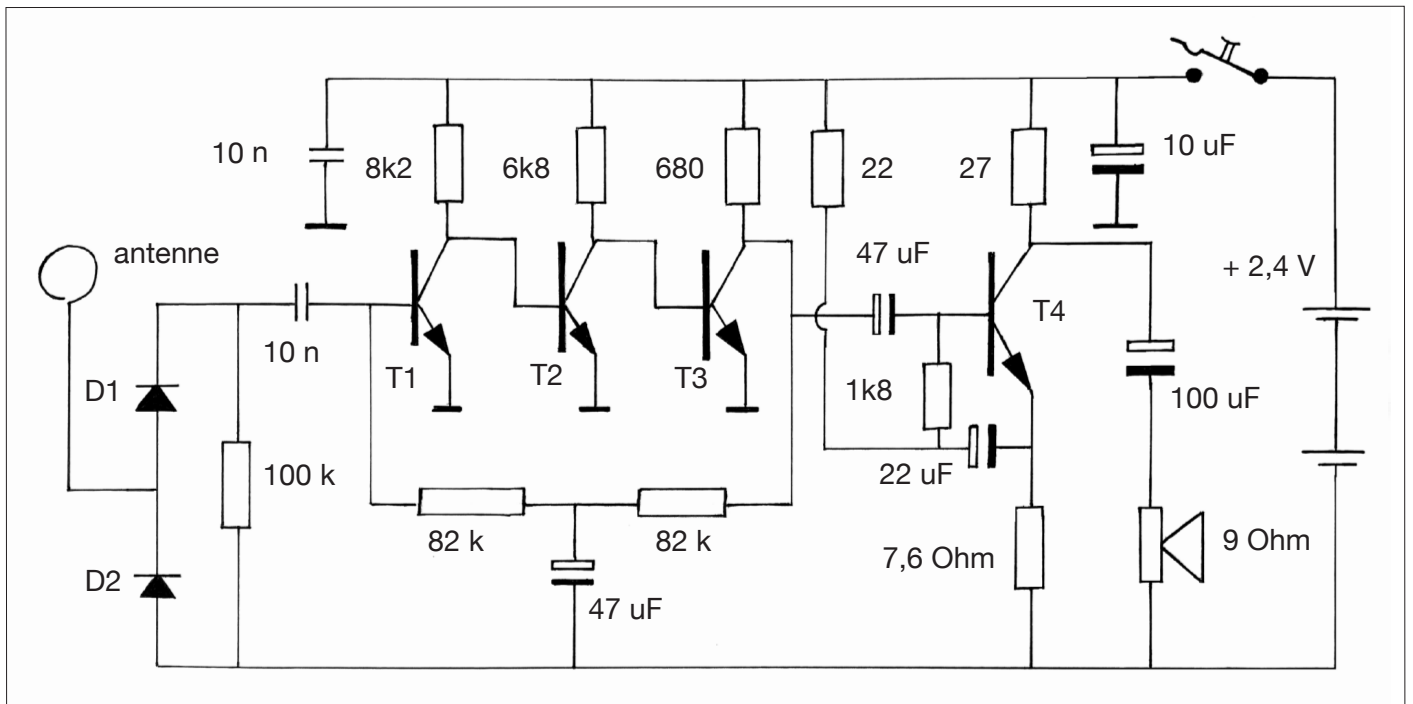 10 n
8k2
6k8
680
22
27
10 uF
antenne
47 uF
+ 2,4 V
T4
10 n
T1
T2
T3
D1
1k8
100 uF
100 k
22 uF
82 k
82 k
7,6 Ohm
9 Ohm
D2
47 uF